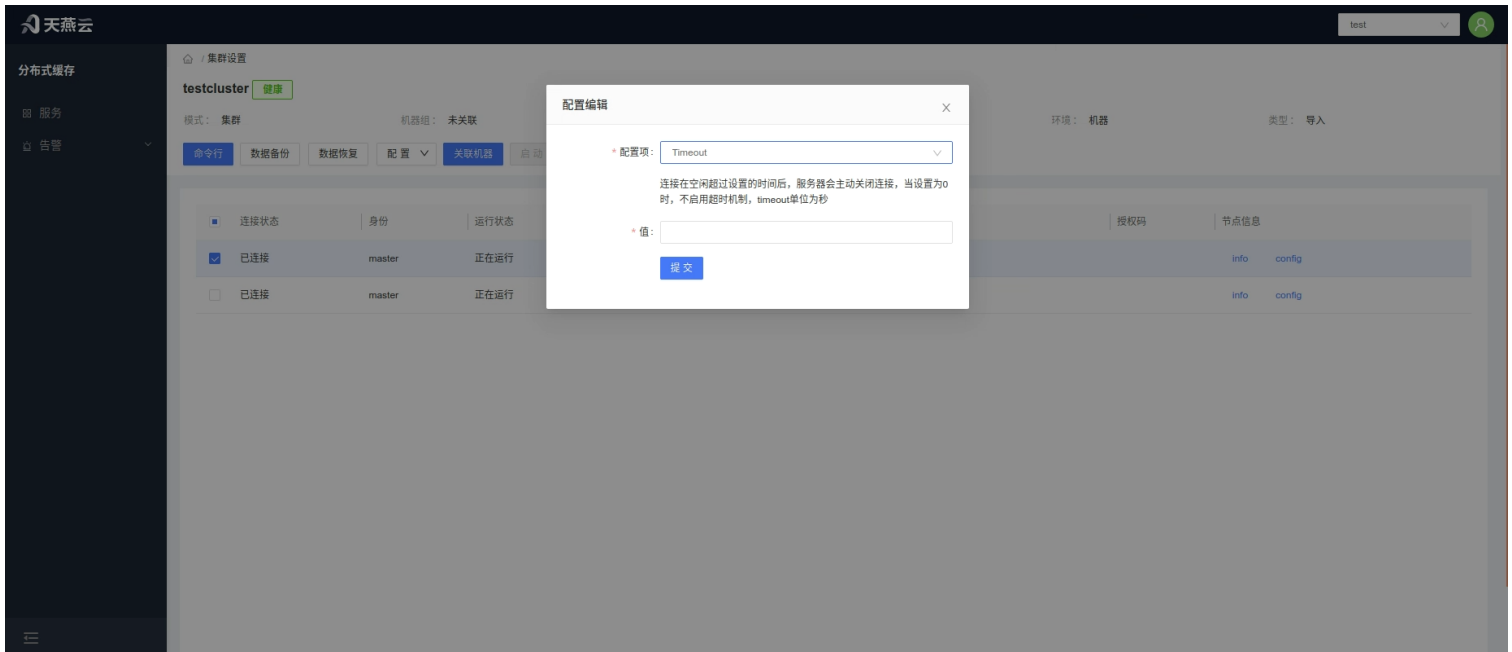 天燕云
test
分布式缓存
服务
告警
/ 集群设置
testcluster 健康
模式： 集群 机器组： 未关联 环境： 机器 类型： 导入
命令行 数据备份 数据恢复 配 置 关联机器 启 动
连接状态 身份 运行状态 授权码 节点信息
已连接 master 正在运行 info config
已连接 master 正在运行 info config
配置编辑
* 配置项: Timeout
连接在空闲超过设置的时间后，服务器会主动关闭连接，当设置为0
时，不启用超时机制，timeout单位为秒
* 值:
提 交